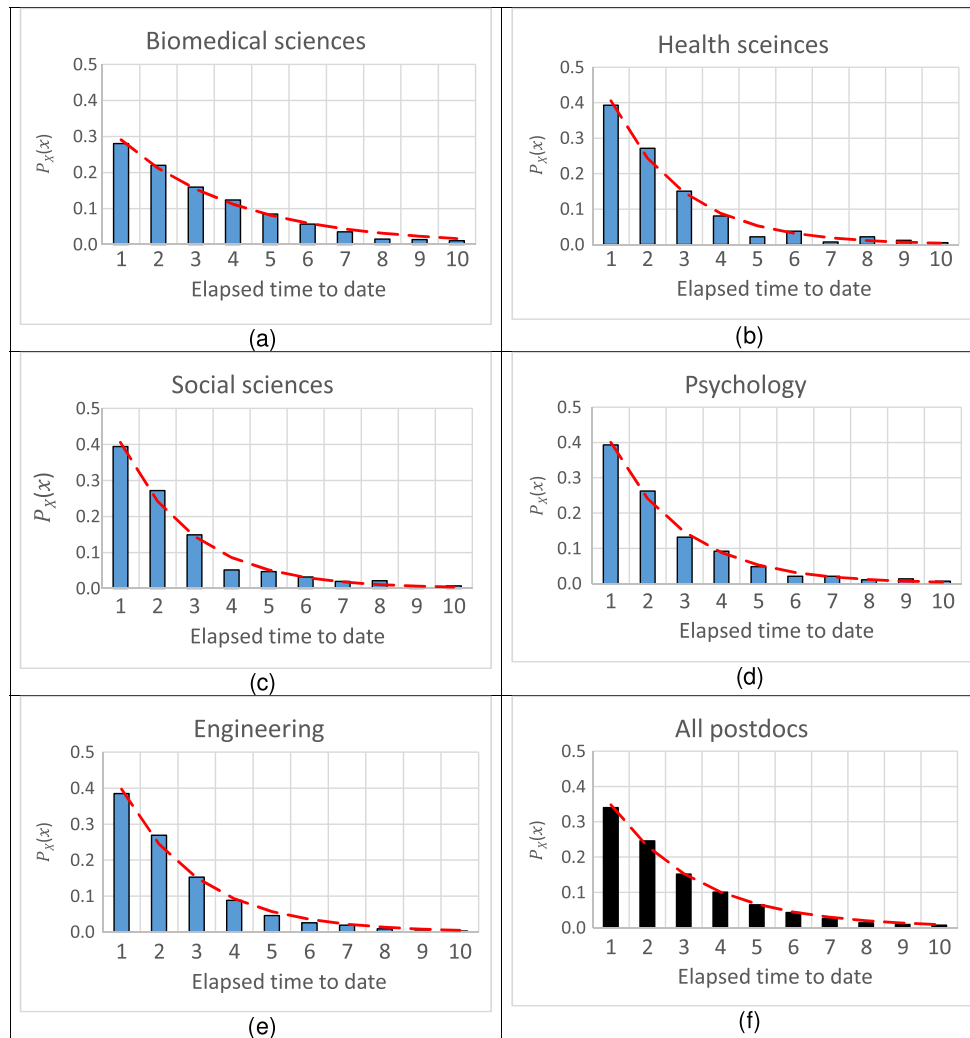 Biomedical sciences
0.5
0.4
0.3
0.2
0.1
0.0
P_X(x)
1 2 3 4 5 6 7 8 9 10
Elapsed time to date
(a)
Health sceinces
0.5
0.4
0.3
0.2
0.1
0.0
P_X(x)
1 2 3 4 5 6 7 8 9 10
Elapsed time to date
(b)
Social sciences
0.5
0.4
0.3
0.2
0.1
0.0
P_X(x)
1 2 3 4 5 6 7 8 9 10
Elapsed time to date
(c)
Psychology
0.5
0.4
0.3
0.2
0.1
0.0
P_X(x)
1 2 3 4 5 6 7 8 9 10
Elapsed time to date
(d)
Engineering
0.5
0.4
0.3
0.2
0.1
0.0
P_X(x)
1 2 3 4 5 6 7 8 9 10
Elapsed time to date
(e)
All postdocs
0.5
0.4
0.3
0.2
0.1
0.0
P_X(x)
1 2 3 4 5 6 7 8 9 10
Elapsed time to date
(f)